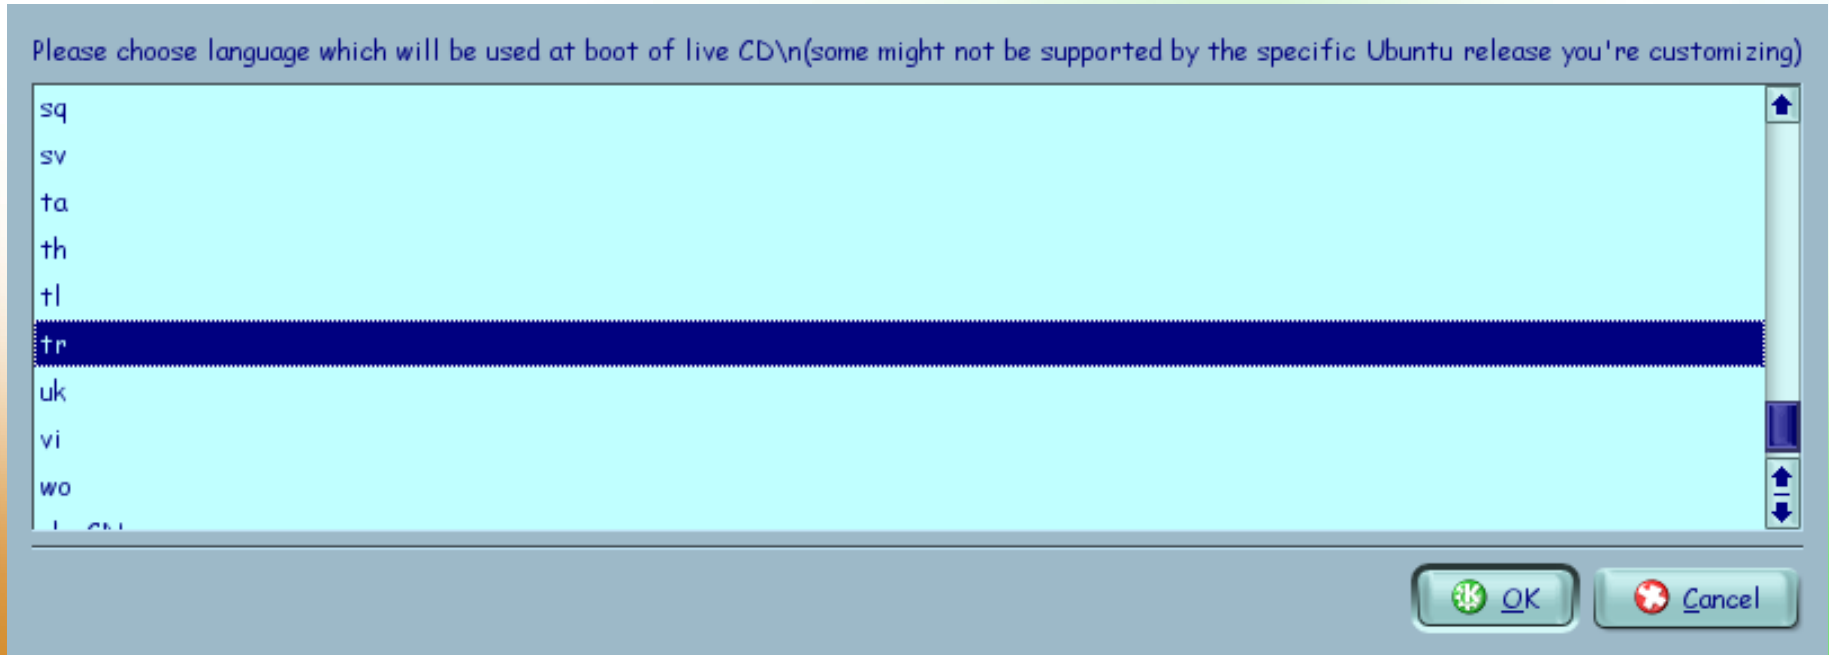 Please choose language which will be used at boot of live CD\n(some might not be supported by the specific Ubuntu release you're customizing)
sq
sv
ta
th
tl
tr
uk
vi
wo
OK
Cancel